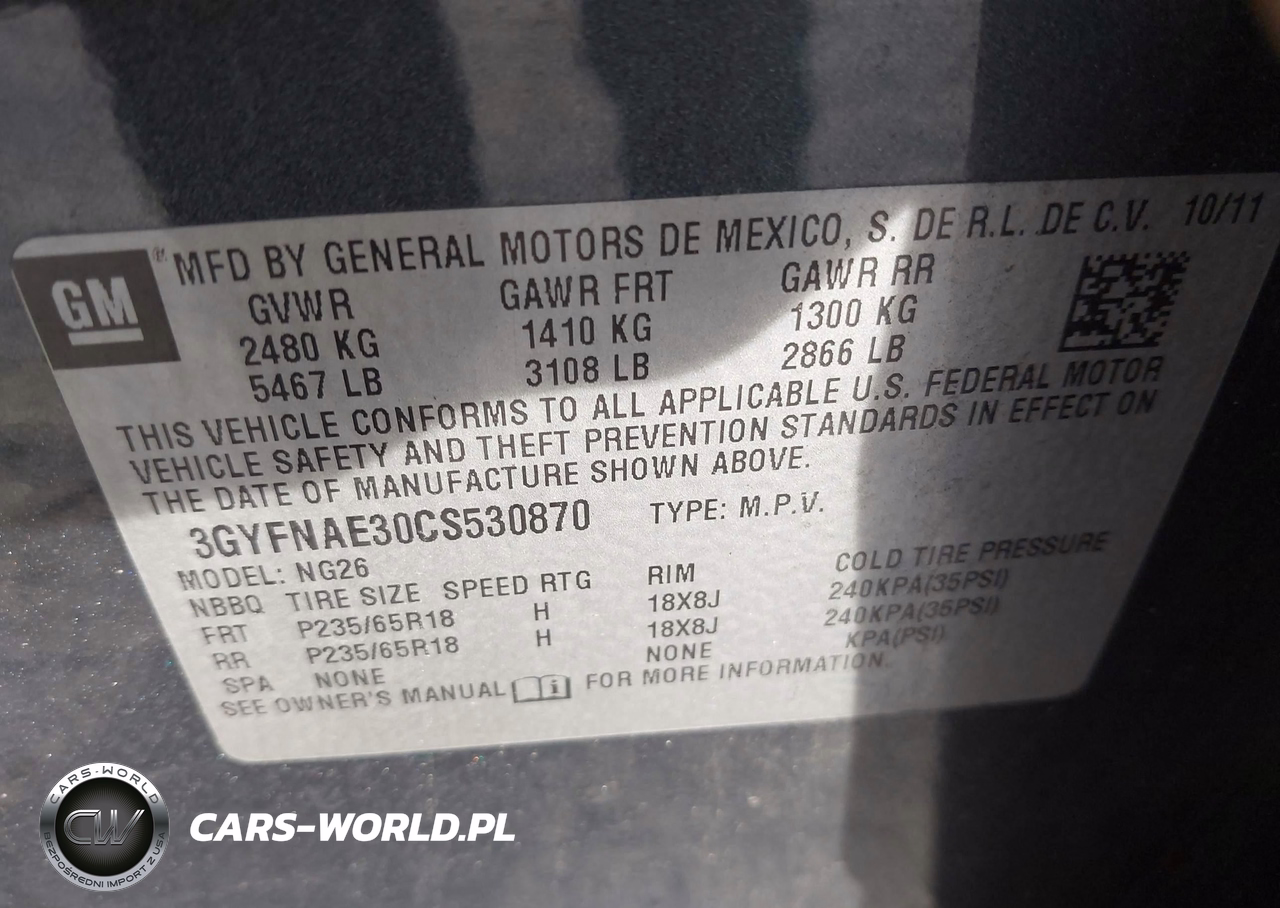 MFD BY GENERAL MOTORS DE MEXICO, S. DE R.L. DE C.V. 10/11
GM
GVWR GAWR FRT GAWR RR
2480 KG 1410 KG 1300 KG
5467 LB 3108 LB 2866 LB
THIS VEHICLE CONFORMS TO ALL APPLICABLE U.S. FEDERAL MOTOR
VEHICLE SAFETY AND THEFT PREVENTION STANDARDS IN EFFECT ON
THE DATE OF MANUFACTURE SHOWN ABOVE.
3GYFNAE30CS530870 TYPE: M.P.V.
MODEL: NG26
NBBQ TIRE SIZE SPEED RTG RIM COLD TIRE PRESSURE
FRT P235/65R18 H 18X8J 240KPA(35PSI)
RR P235/65R18 H 18X8J 240KPA(35PSI)
SPA NONE NONE KPA(PSI)
SEE OWNER'S MANUAL FOR MORE INFORMATION.
CARS-WORLD
CW
BEZPOŚREDNI IMPORT Z USA
CARS-WORLD.PL